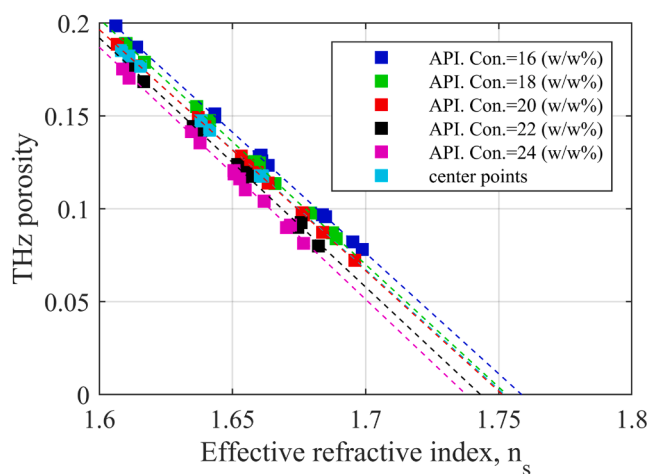 0.2
0.15
0.1
0.05
0
THz porosity
API. Con.=16 (w/w%)
API. Con.=18 (w/w%)
API. Con.=20 (w/w%)
API. Con.=22 (w/w%)
API. Con.=24 (w/w%)
center points
1.6 1.65 1.7 1.75 1.8
Effective refractive index, n_s